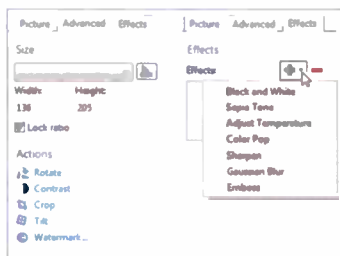 Picture Advanced Effects
Size
Width: Height:
136 205
Lock ratio
Actions
Rotate
Contrast
Crop
Tilt
Watermark...
Picture Advanced Effects
Effects
Effects:
Black and White
Sepia Tone
Adjust Temperature
Color Pop
Sharpen
Gaussian Blur
Emboss